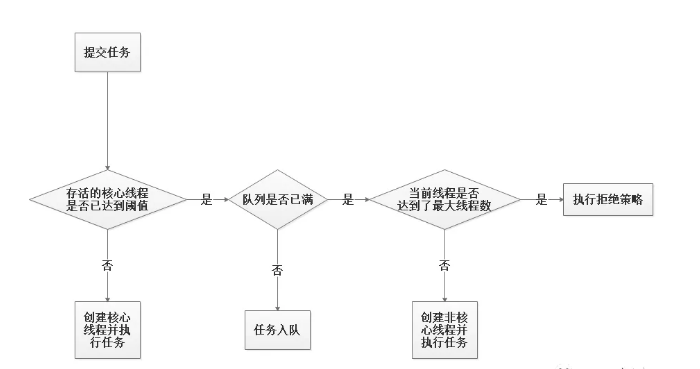 提交任务
存活的核心线程
是否已达到阈值
是
队列是否已满
是
当前线程是否
达到了最大线程数
是
执行拒绝策略
否
否
否
创建核心
线程并执
行任务
任务入队
创建非核
心线程并
执行任务